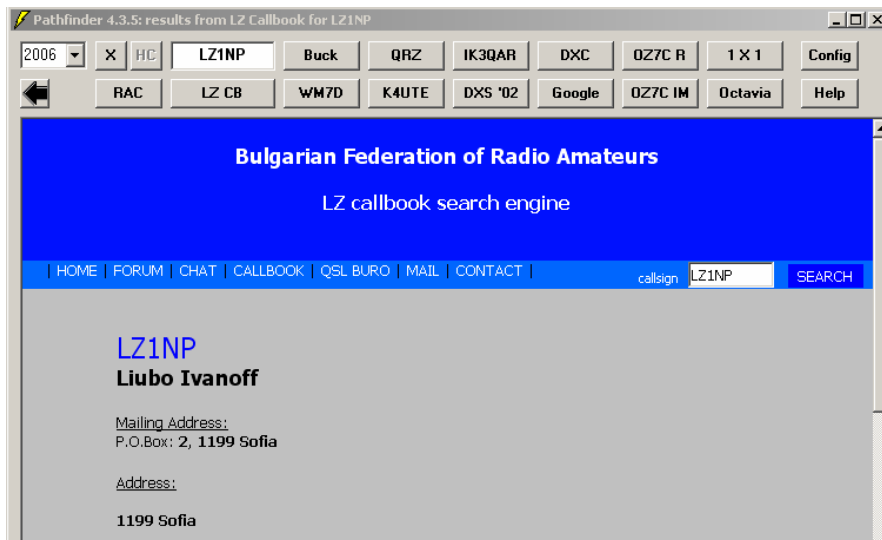 Pathfinder 4.3.5: results from LZ Callbook for LZ1NP
2006 X HC LZ1NP Buck QRZ IK3QAR DXC OZ7C R 1 X 1 Config
RAC LZ CB WM7D K4UTE DXS '02 Google OZ7C IM Octavia Help
Bulgarian Federation of Radio Amateurs
LZ callbook search engine
| HOME | FORUM | CHAT | CALLBOOK | QSL BURO | MAIL | CONTACT | callsign LZ1NP SEARCH
LZ1NP
Liubo Ivanoff
Mailing Address:
P.O.Box: 2, 1199 Sofia
Address:
1199 Sofia